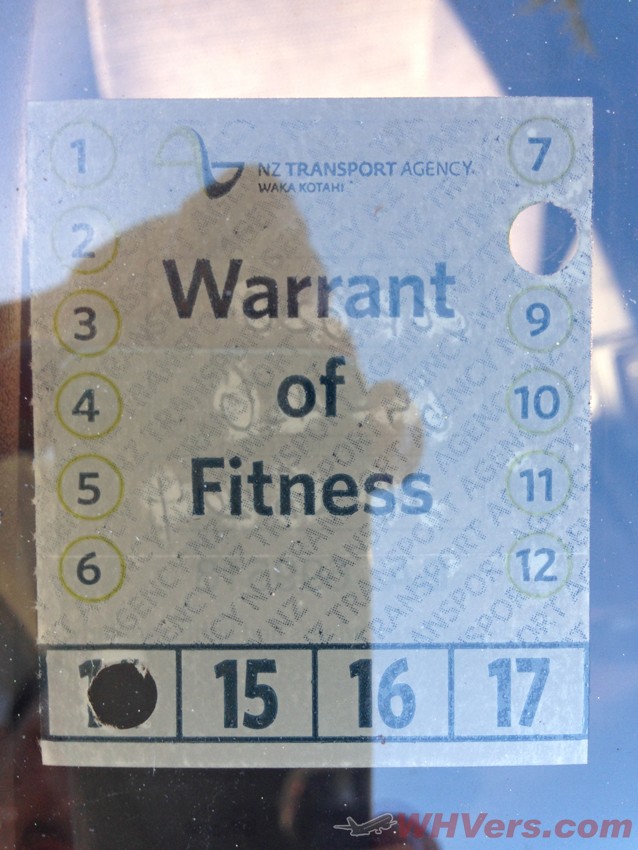 NZ TRANSPORT AGENCY
WAKA KOTAHI
1
2
3
4
5
6
7
9
10
11
12
Warrant
of
Fitness
15 16 17
WHVers.com